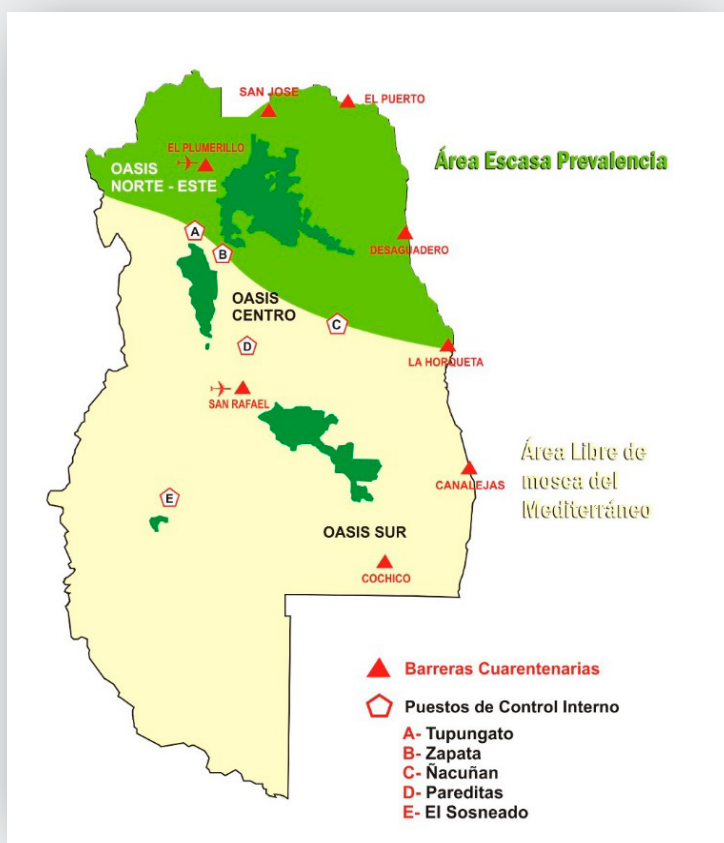 SAN JOSE
EL PUERTO
EL PLUMERILLO
Área Escasa Prevalencia
OASIS
NORTE - ESTE
A
DESAGUADERO
B
OASIS
CENTRO
C
D
LA HORQUETA
SAN RAFAEL
Área Libre de
mosca del
Mediterráneo
CANALEJAS
E
OASIS SUR
COCHICO
Barreras Cuarentenarias
Puestos de Control Interno
A- Tupungato
B- Zapata
C- Ñacuñan
D- Pareditas
E- El Sosneado